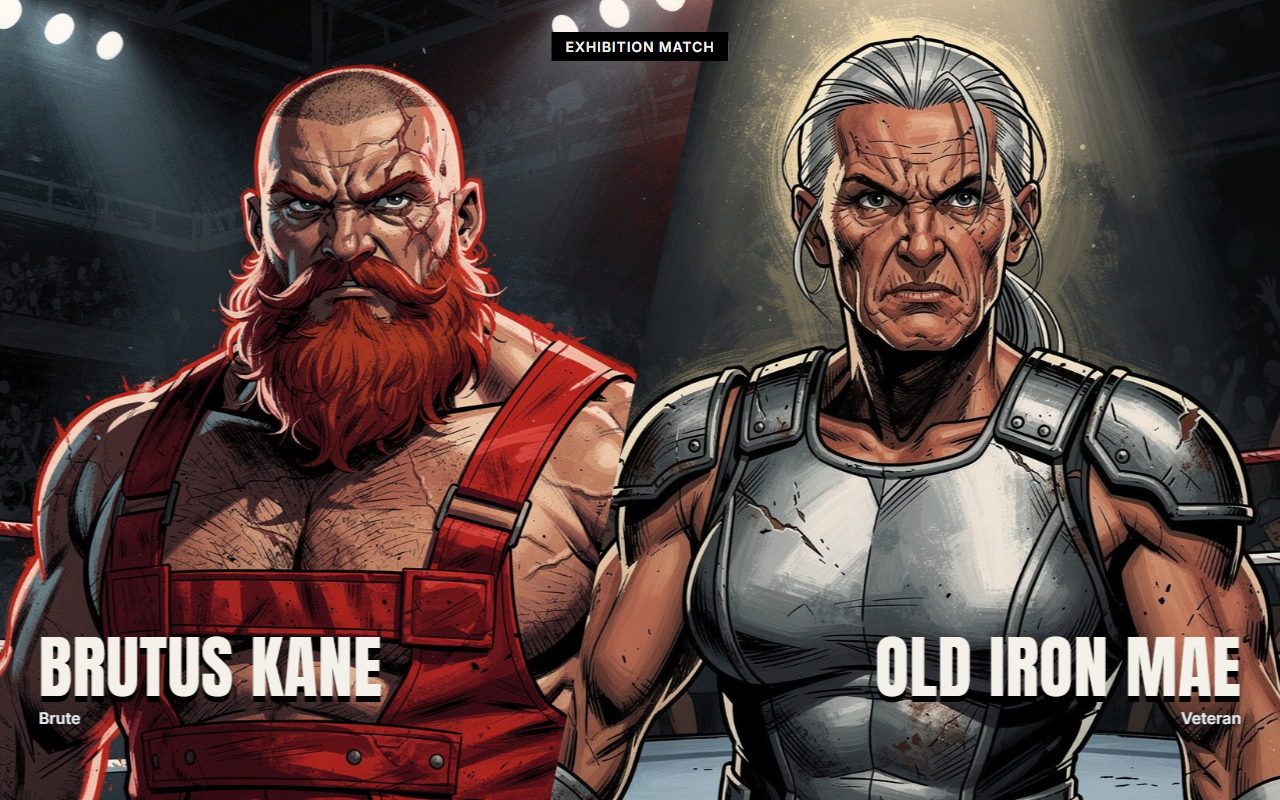 EXHIBITION MATCH
BRUTUS KANE
Brute
OLD IRON MAE
Veteran